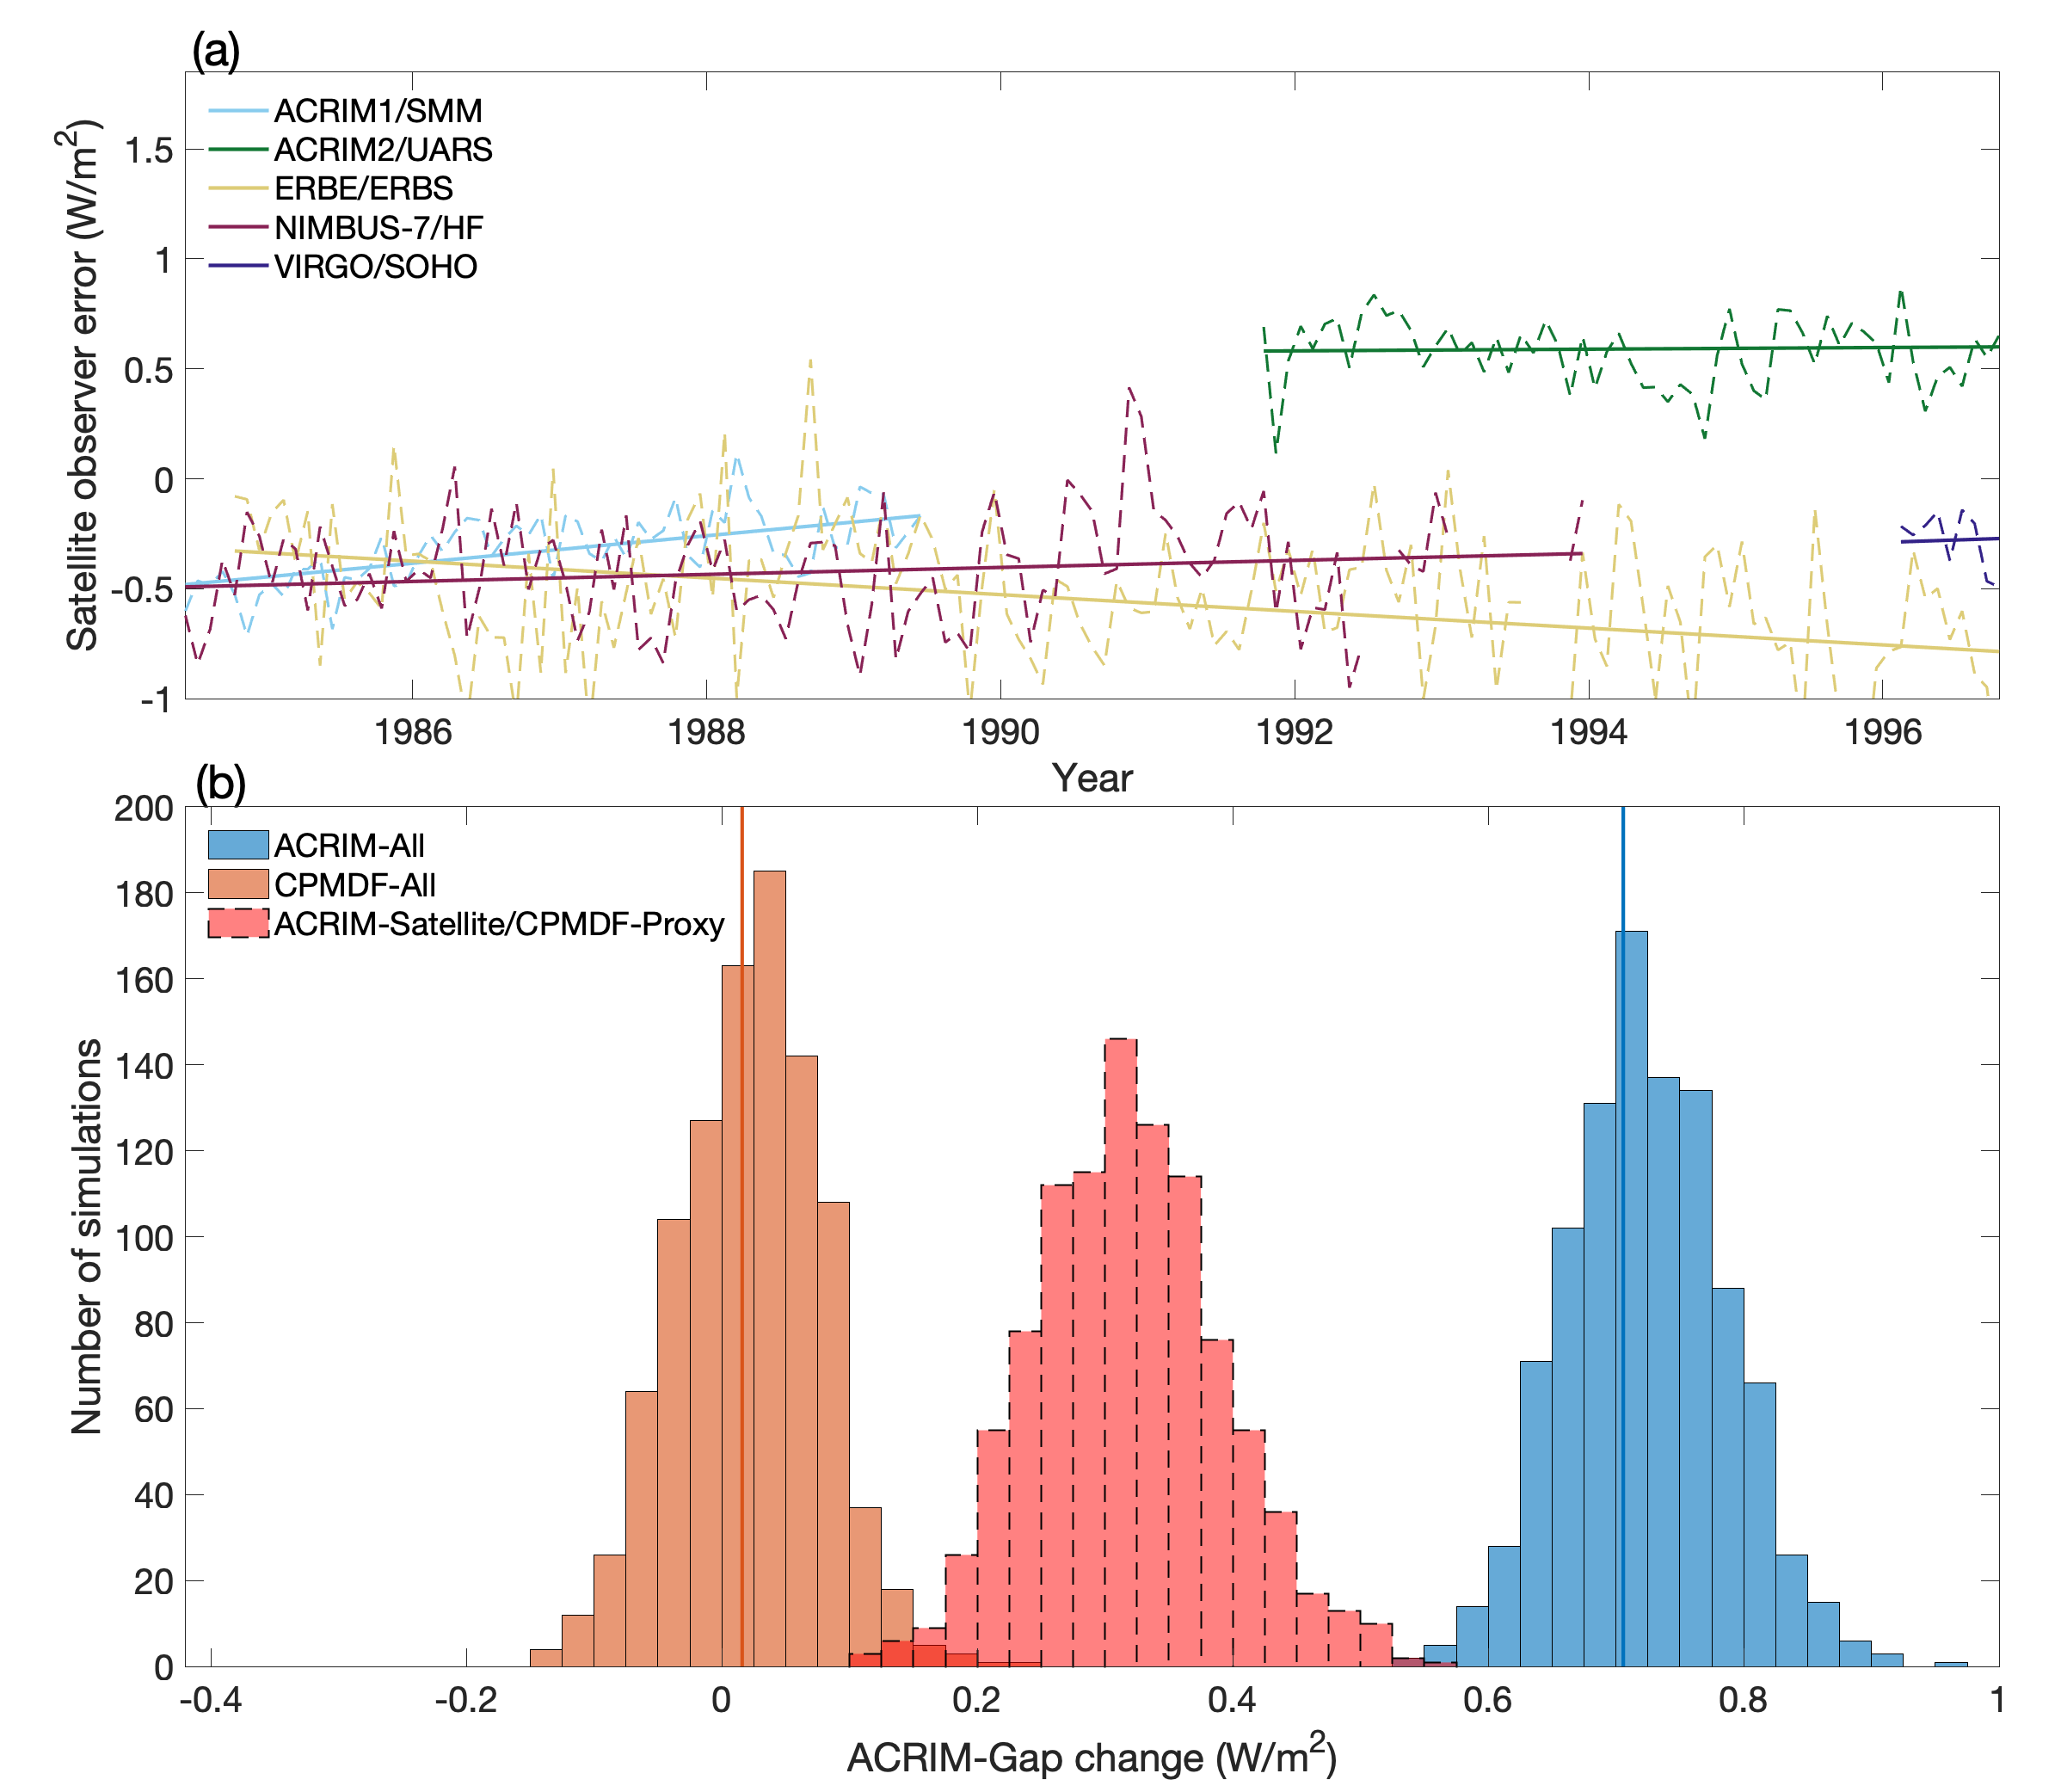 (a)
Satellite observer error (W/m²)
ACRIM1/SMM
ACRIM2/UARS
ERBE/ERBS
NIMBUS-7/HF
VIRGO/SOHO
1.5
1
0.5
0
-0.5
-1
1986 1988 1990 1992 1994 1996
Year
(b)
Number of simulations
ACRIM-All
CPMDF-All
ACRIM-Satellite/CPMDF-Proxy
200
180
160
140
120
100
80
60
40
20
0
-0.4 -0.2 0 0.2 0.4 0.6 0.8 1
ACRIM-Gap change (W/m²)